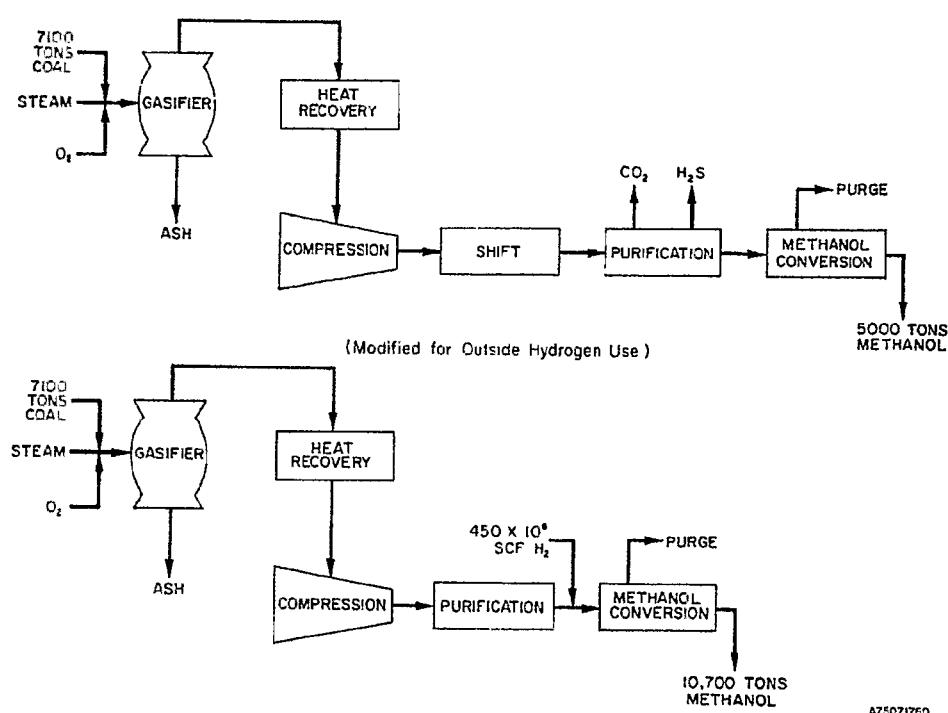 7100
TONS
COAL
STEAM
O₂
GASIFIER
ASH
HEAT
RECOVERY
COMPRESSION
SHIFT
CO₂
H₂S
PURIFICATION
PURGE
METHANOL
CONVERSION
5000 TONS
METHANOL
(Modified for Outside Hydrogen Use)
7100
TONS
COAL
STEAM
O₂
GASIFIER
ASH
HEAT
RECOVERY
COMPRESSION
PURIFICATION
450 X 10⁶
SCF H₂
PURGE
METHANOL
CONVERSION
10,700 TONS
METHANOL
A75071760